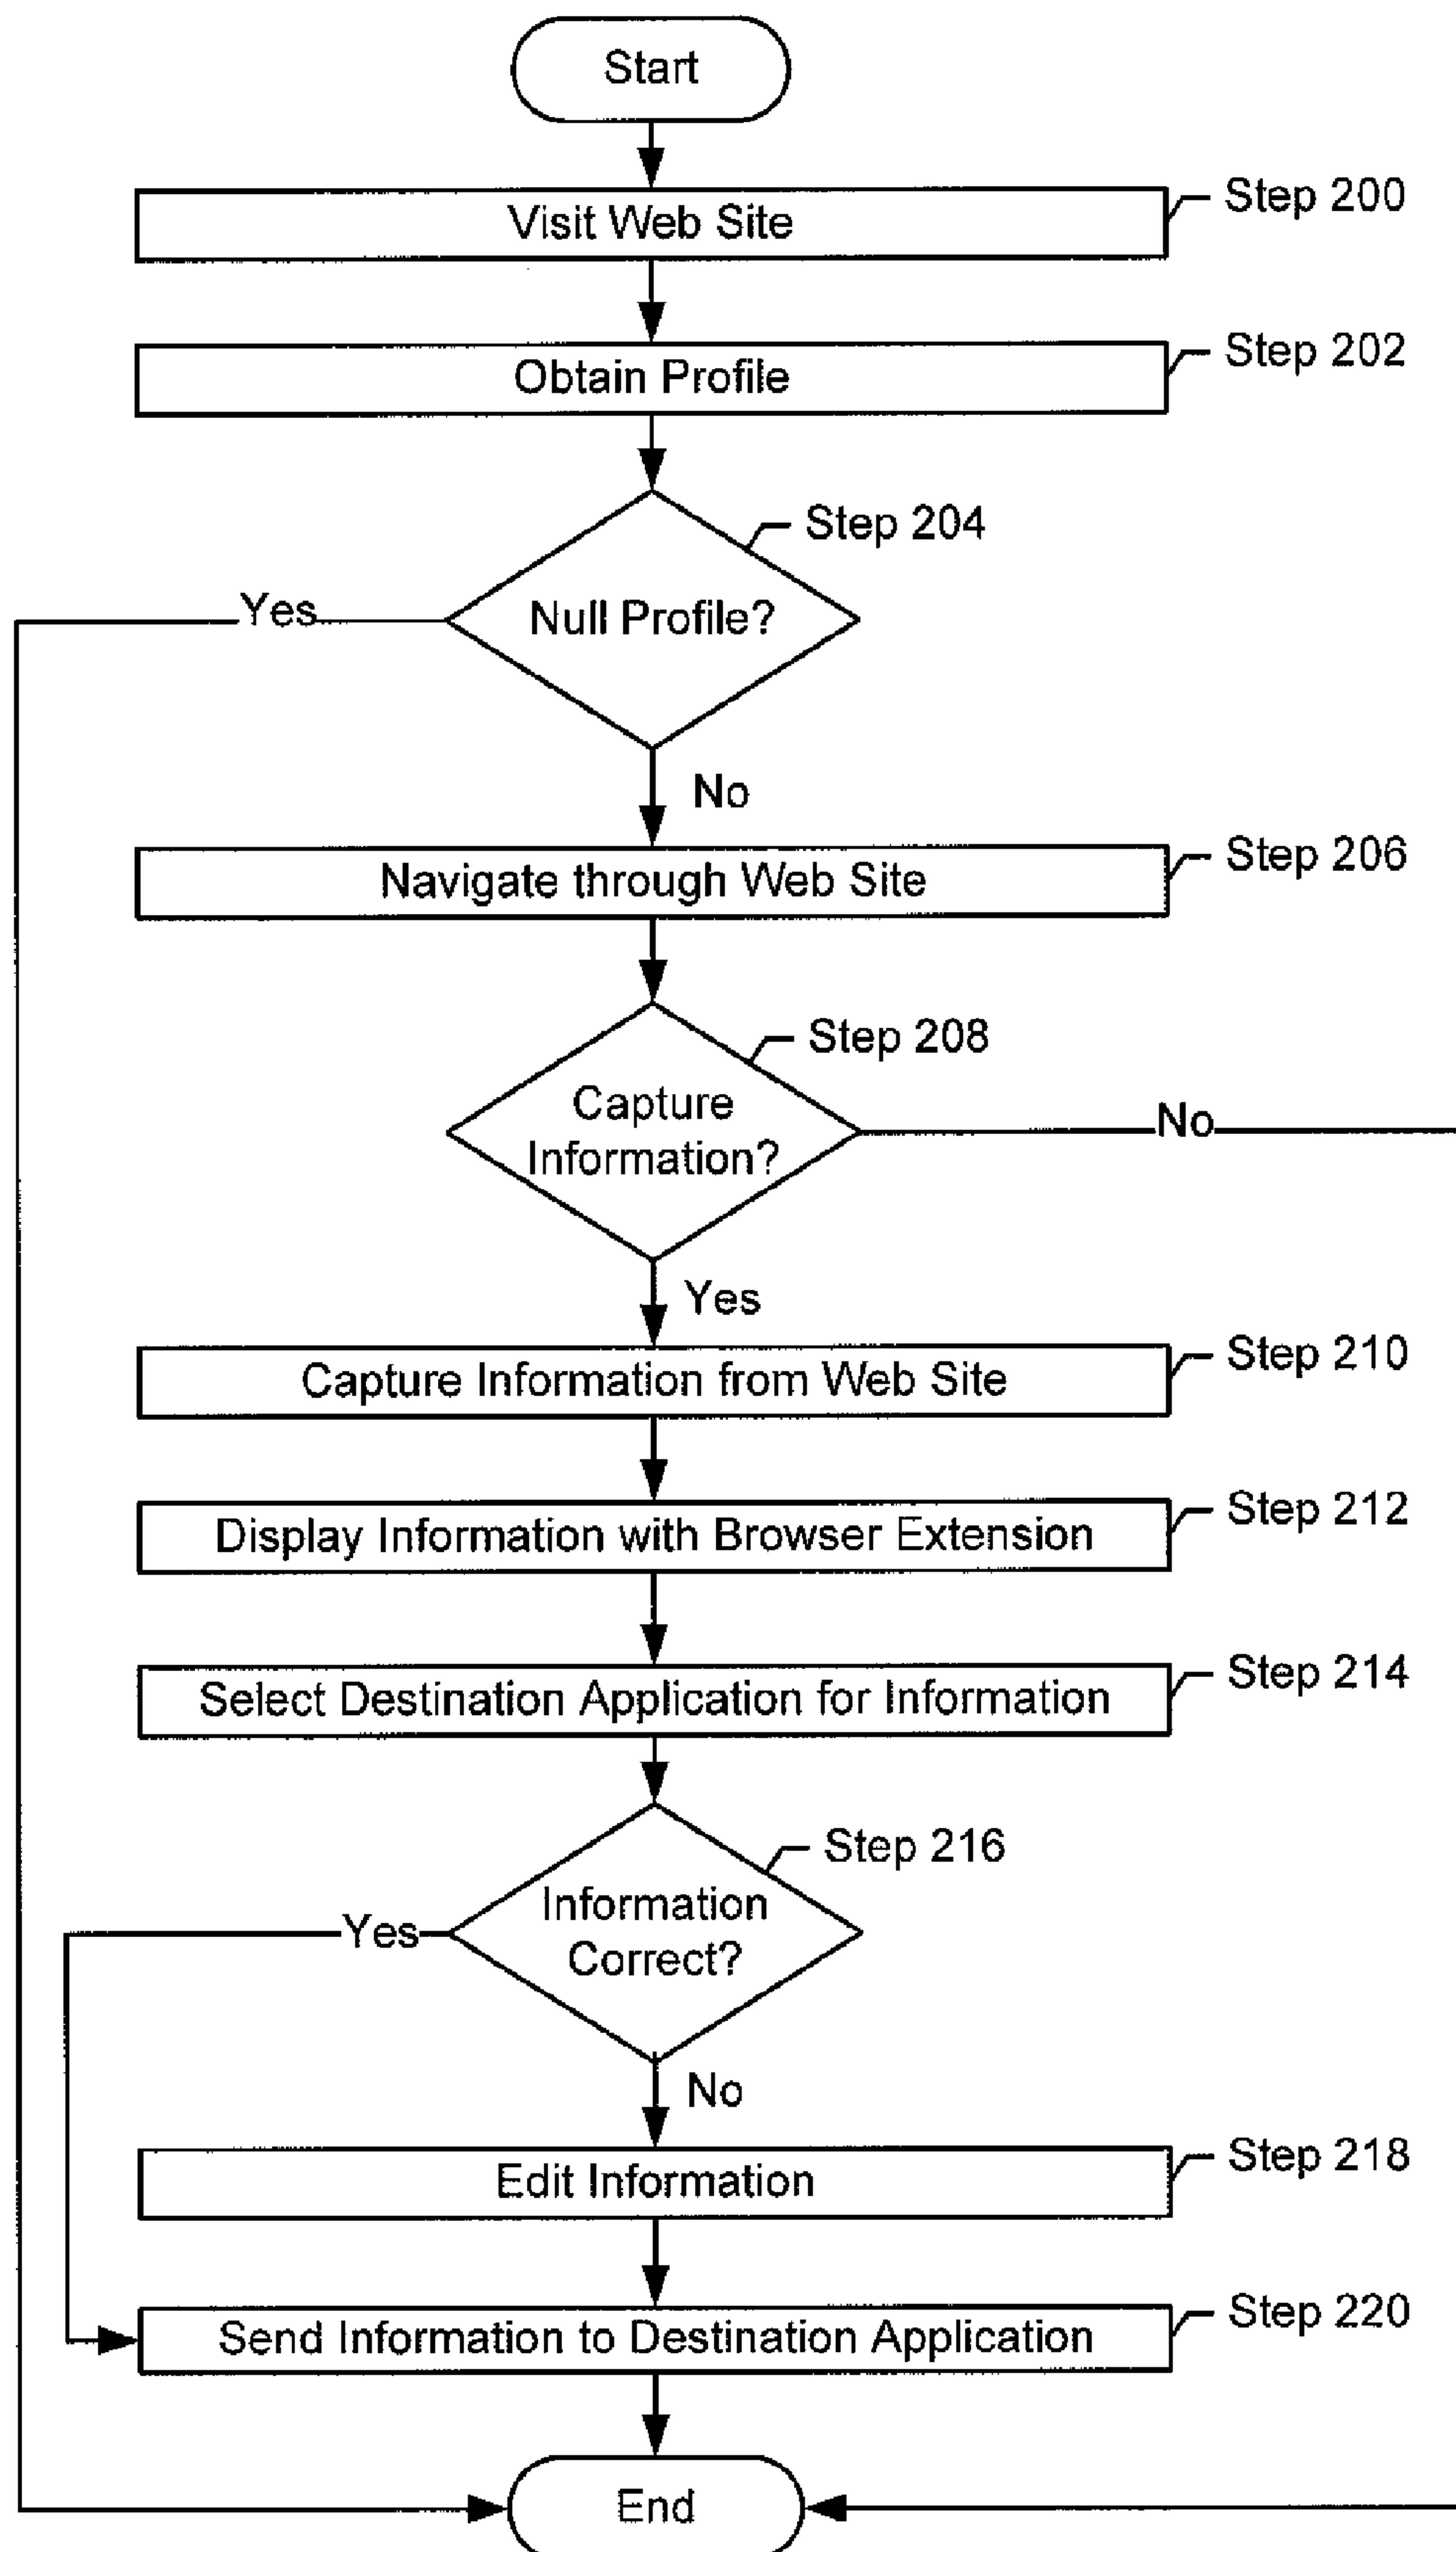 Start
Visit Web Site
Step 200
Obtain Profile
Step 202
Step 204
Null Profile?
Yes
No
Navigate through Web Site
Step 206
Step 208
Capture
Information?
No
Yes
Capture Information from Web Site
Step 210
Display Information with Browser Extension
Step 212
Select Destination Application for Information
Step 214
Step 216
Information
Correct?
Yes
No
Edit Information
Step 218
Send Information to Destination Application
Step 220
End